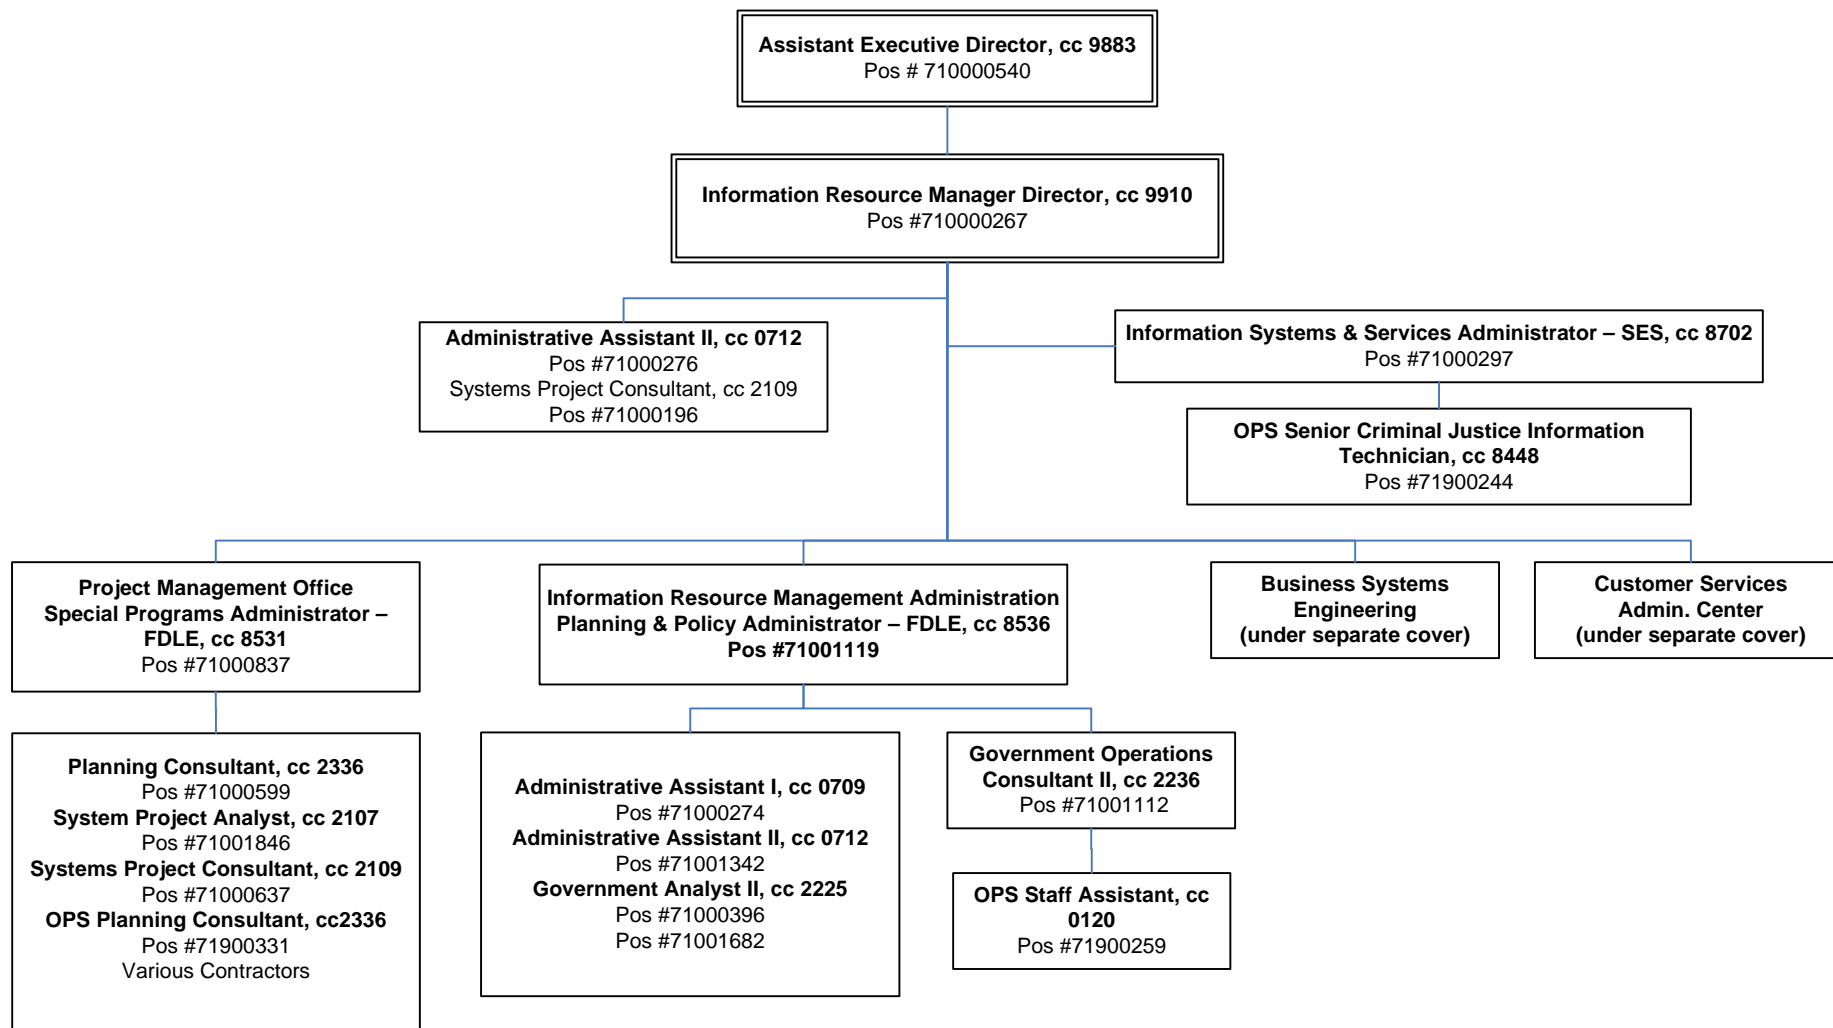 Assistant Executive Director, cc 9883
Pos # 710000540
Information Resource Manager Director, cc 9910
Pos #710000267
Administrative Assistant II, cc 0712
Pos #71000276
Systems Project Consultant, cc 2109
Pos #71000196
Information Systems & Services Administrator – SES, cc 8702
Pos #71000297
OPS Senior Criminal Justice Information
Technician, cc 8448
Pos #71900244
Project Management Office
Special Programs Administrator –
FDLE, cc 8531
Pos #71000837
Information Resource Management Administration
Planning & Policy Administrator – FDLE, cc 8536
Pos #71001119
Business Systems
Engineering
(under separate cover)
Customer Services
Admin. Center
(under separate cover)
Planning Consultant, cc 2336
Pos #71000599
System Project Analyst, cc 2107
Pos #71001846
Systems Project Consultant, cc 2109
Pos #71000637
OPS Planning Consultant, cc2336
Pos #71900331
Various Contractors
Administrative Assistant I, cc 0709
Pos #71000274
Administrative Assistant II, cc 0712
Pos #71001342
Government Analyst II, cc 2225
Pos #71000396
Pos #71001682
Government Operations
Consultant II, cc 2236
Pos #71001112
OPS Staff Assistant, cc
0120
Pos #71900259